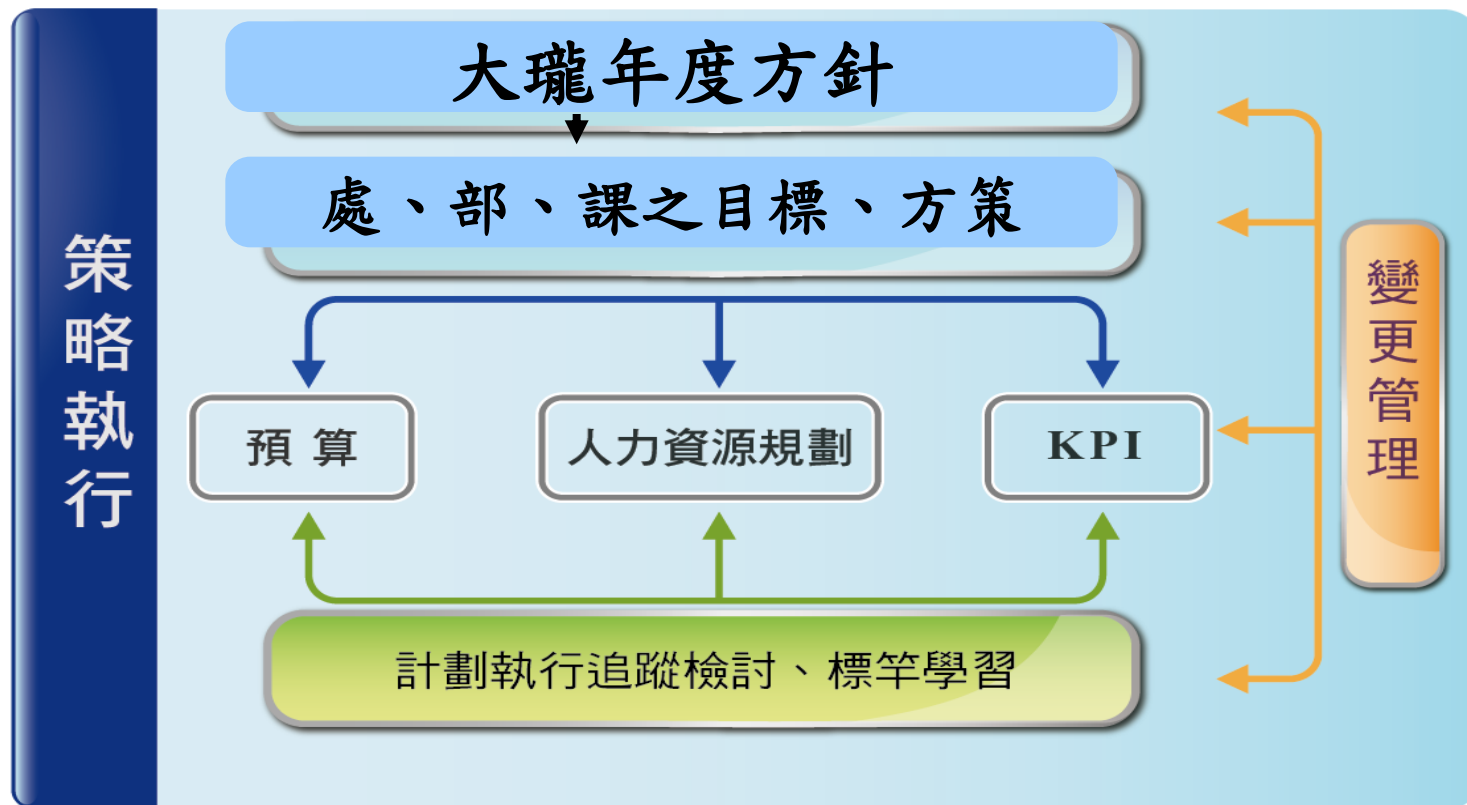 策略執行
大瓏年度方針
處、部、課之目標、方策
預算
人力資源規劃
KPI
計劃執行追蹤檢討、標竿學習
變更管理